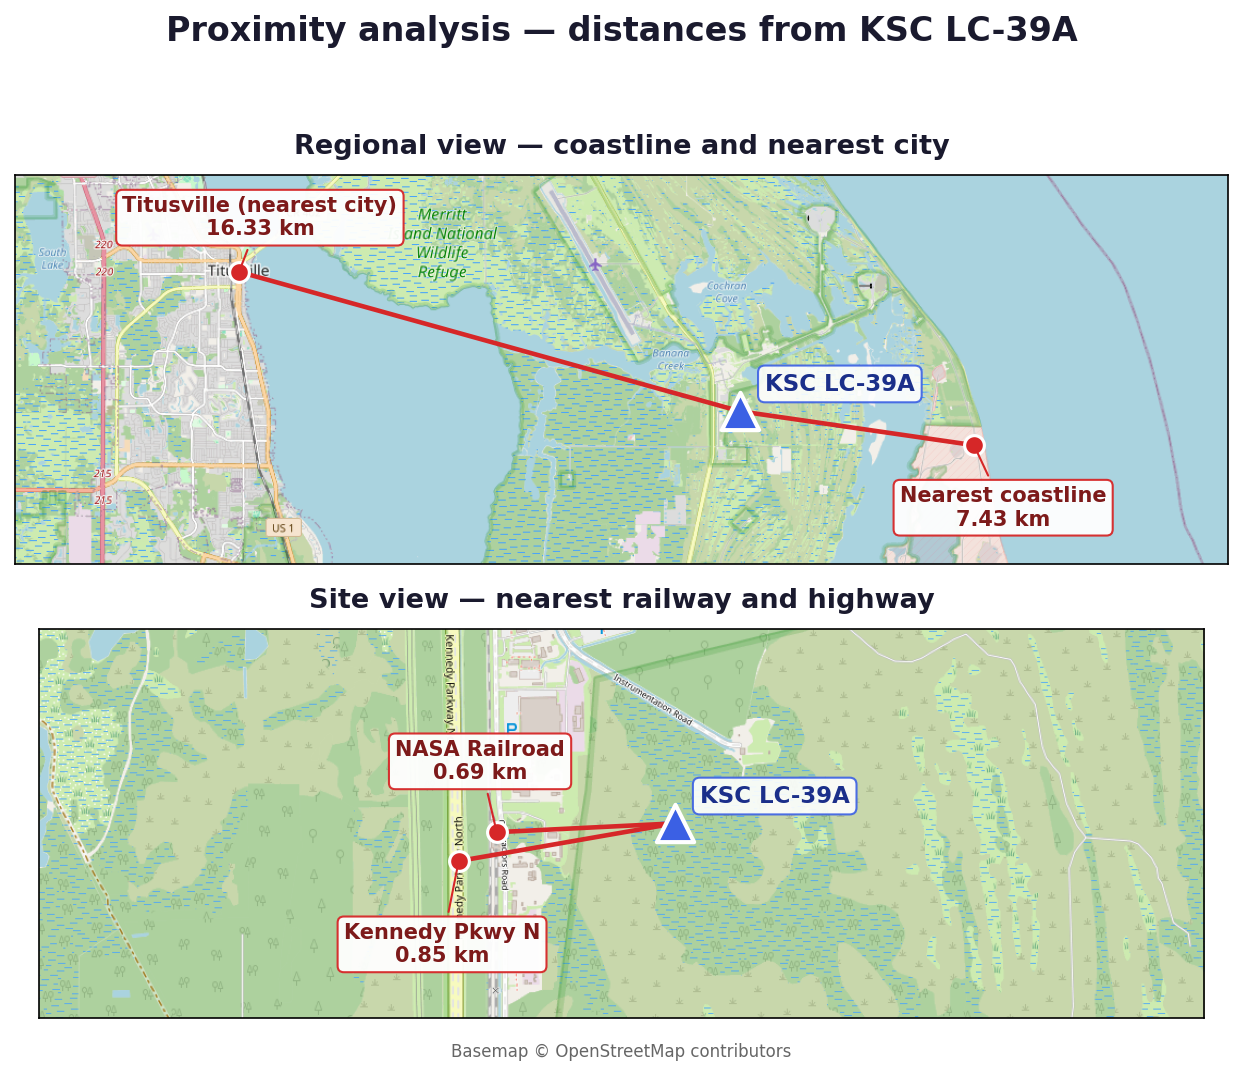 Proximity analysis — distances from KSC LC-39A
Regional view — coastline and nearest city
Titusville (nearest city)
16.33 km
Merritt
and National
Wildlife
Refuge
South
Lake
220
220
Cochran
Cove
Banana
Creek
KSC LC-39A
215
215
US 1
Nearest coastline
7.43 km
Site view — nearest railway and highway
Kennedy Parkway N
Instrumentation Road
P
NASA Railroad
0.69 km
KSC LC-39A
North
Road
Kennedy Pkwy N
0.85 km
Basemap © OpenStreetMap contributors